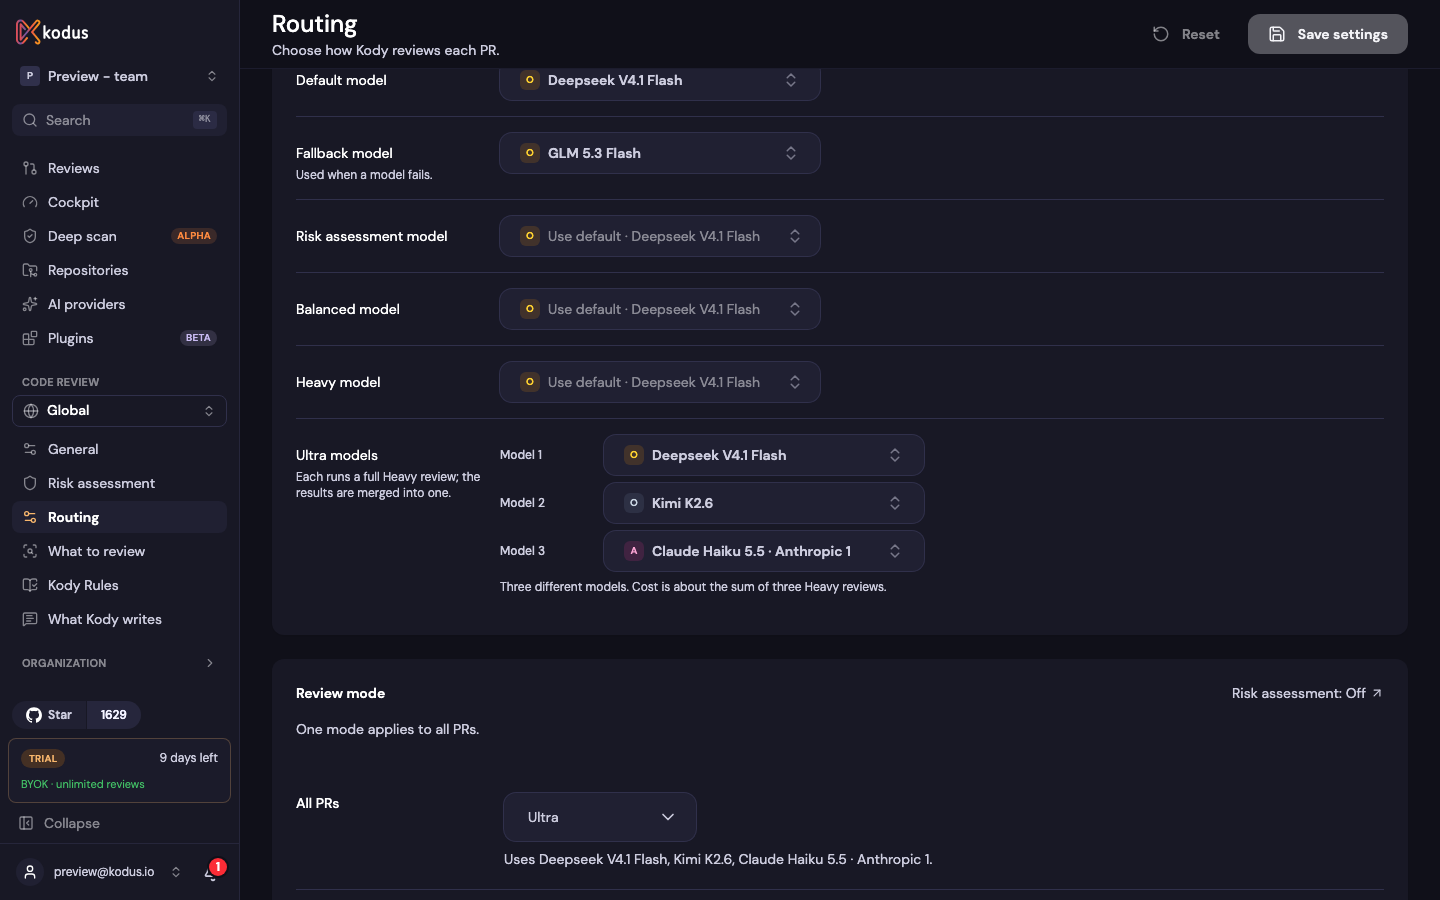 kodus
P Preview - team
Search ⌘K
Reviews
Cockpit
Deep scan ALPHA
Repositories
AI providers
Plugins BETA
CODE REVIEW
Global
General
Risk assessment
Routing
What to review
Kody Rules
What Kody writes
ORGANIZATION
Star 1629
TRIAL 9 days left
BYOK · unlimited reviews
Collapse
preview@kodus.io 1
Routing
Choose how Kody reviews each PR.
Reset
Save settings
Default model
O Deepseek V4.1 Flash
Fallback model
Used when a model fails.
O GLM 5.3 Flash
Risk assessment model
O Use default · Deepseek V4.1 Flash
Balanced model
O Use default · Deepseek V4.1 Flash
Heavy model
O Use default · Deepseek V4.1 Flash
Ultra models
Each runs a full Heavy review; the
results are merged into one.
Model 1 O Deepseek V4.1 Flash
Model 2 O Kimi K2.6
Model 3 A Claude Haiku 5.5 · Anthropic 1
Three different models. Cost is about the sum of three Heavy reviews.
Review mode
Risk assessment: Off
One mode applies to all PRs.
All PRs
Ultra
Uses Deepseek V4.1 Flash, Kimi K2.6, Claude Haiku 5.5 · Anthropic 1.